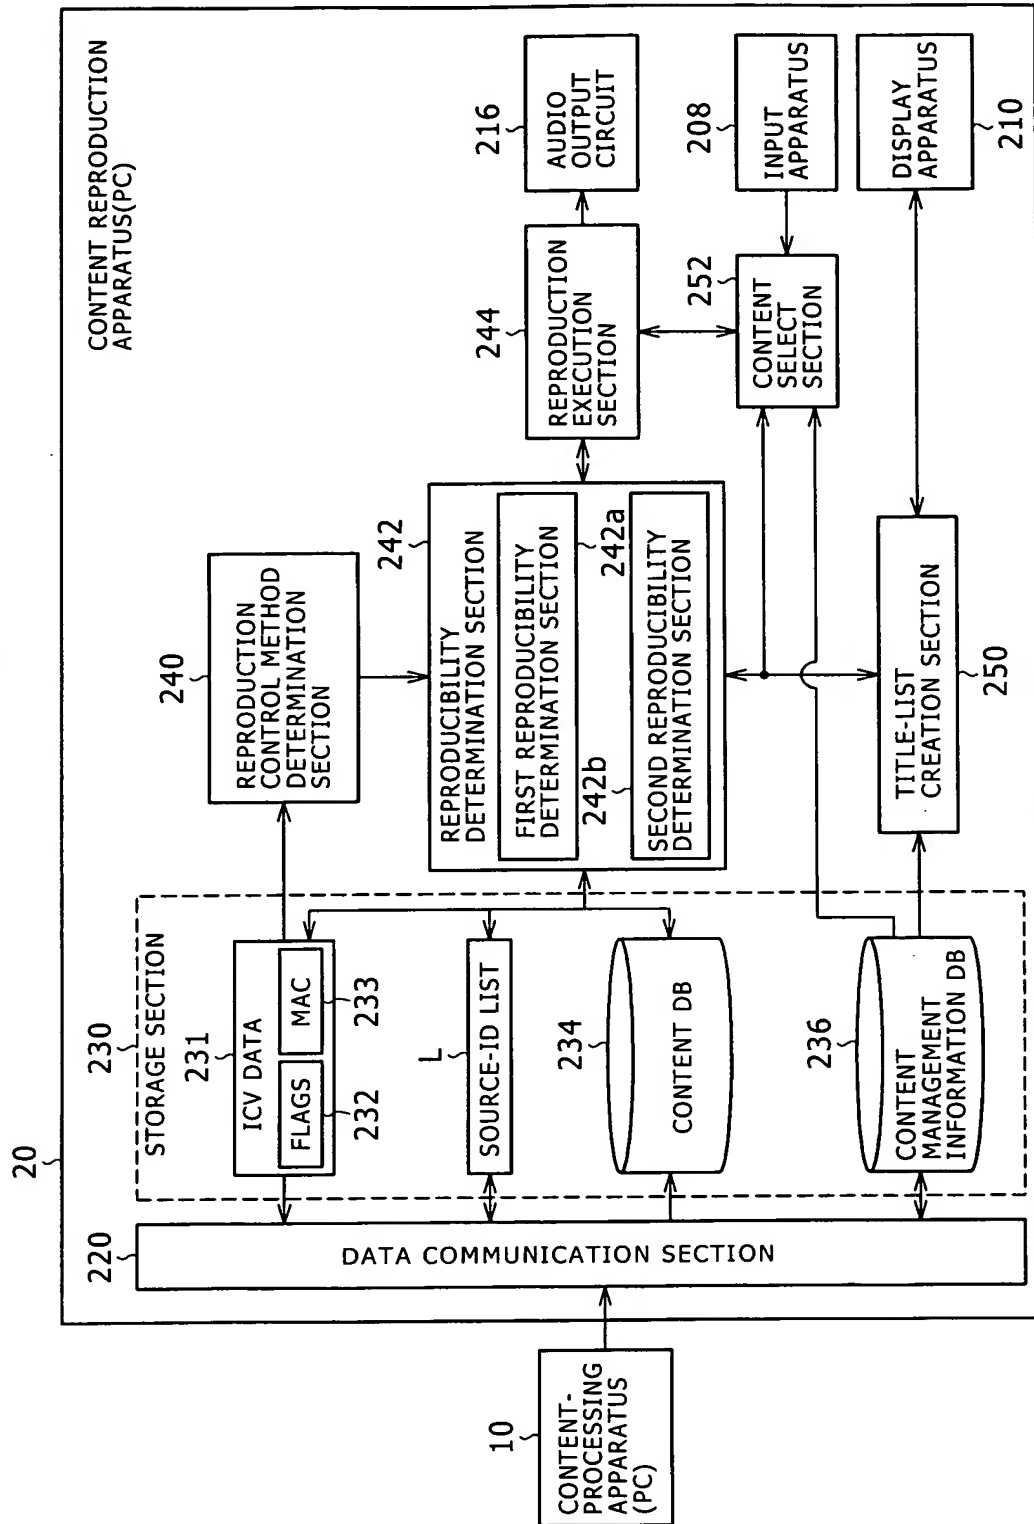 20
CONTENT REPRODUCTION
APPARATUS(PC)
10
CONTENT-
PROCESSING
APPARATUS
(PC)
220
DATA COMMUNICATION SECTION
230
STORAGE SECTION
231
ICV DATA
FLAGS
MAC
232
233
L
SOURCE-ID LIST
234
CONTENT DB
236
CONTENT
MANAGEMENT
INFORMATION DB
240
REPRODUCTION
CONTROL METHOD
DETERMINATION
SECTION
242
REPRODUCIBILITY
DETERMINATION SECTION
FIRST REPRODUCIBILITY
DETERMINATION SECTION
242a
242b
SECOND REPRODUCIBILITY
DETERMINATION SECTION
244
REPRODUCTION
EXECUTION
SECTION
216
AUDIO
OUTPUT
CIRCUIT
252
CONTENT
SELECT
SECTION
208
INPUT
APPARATUS
TITLE-LIST
CREATION SECTION
250
DISPLAY
APPARATUS
210